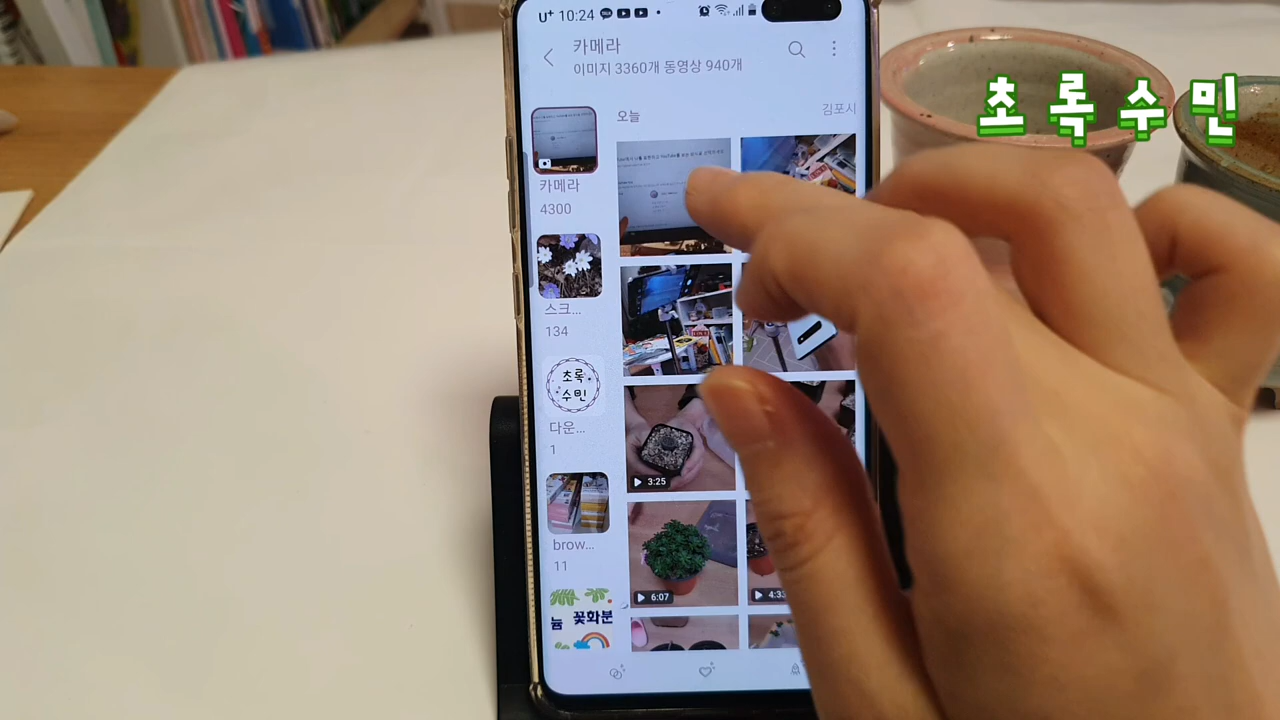 U+ 10:24
카메라
이미지 3360개 동영상 940개
오늘
김포시
카메라
4300
스크...
134
초록
수민
다운...
1
brow...
11
늄 꽃화분
3:25
6:07
4:33
초록수민